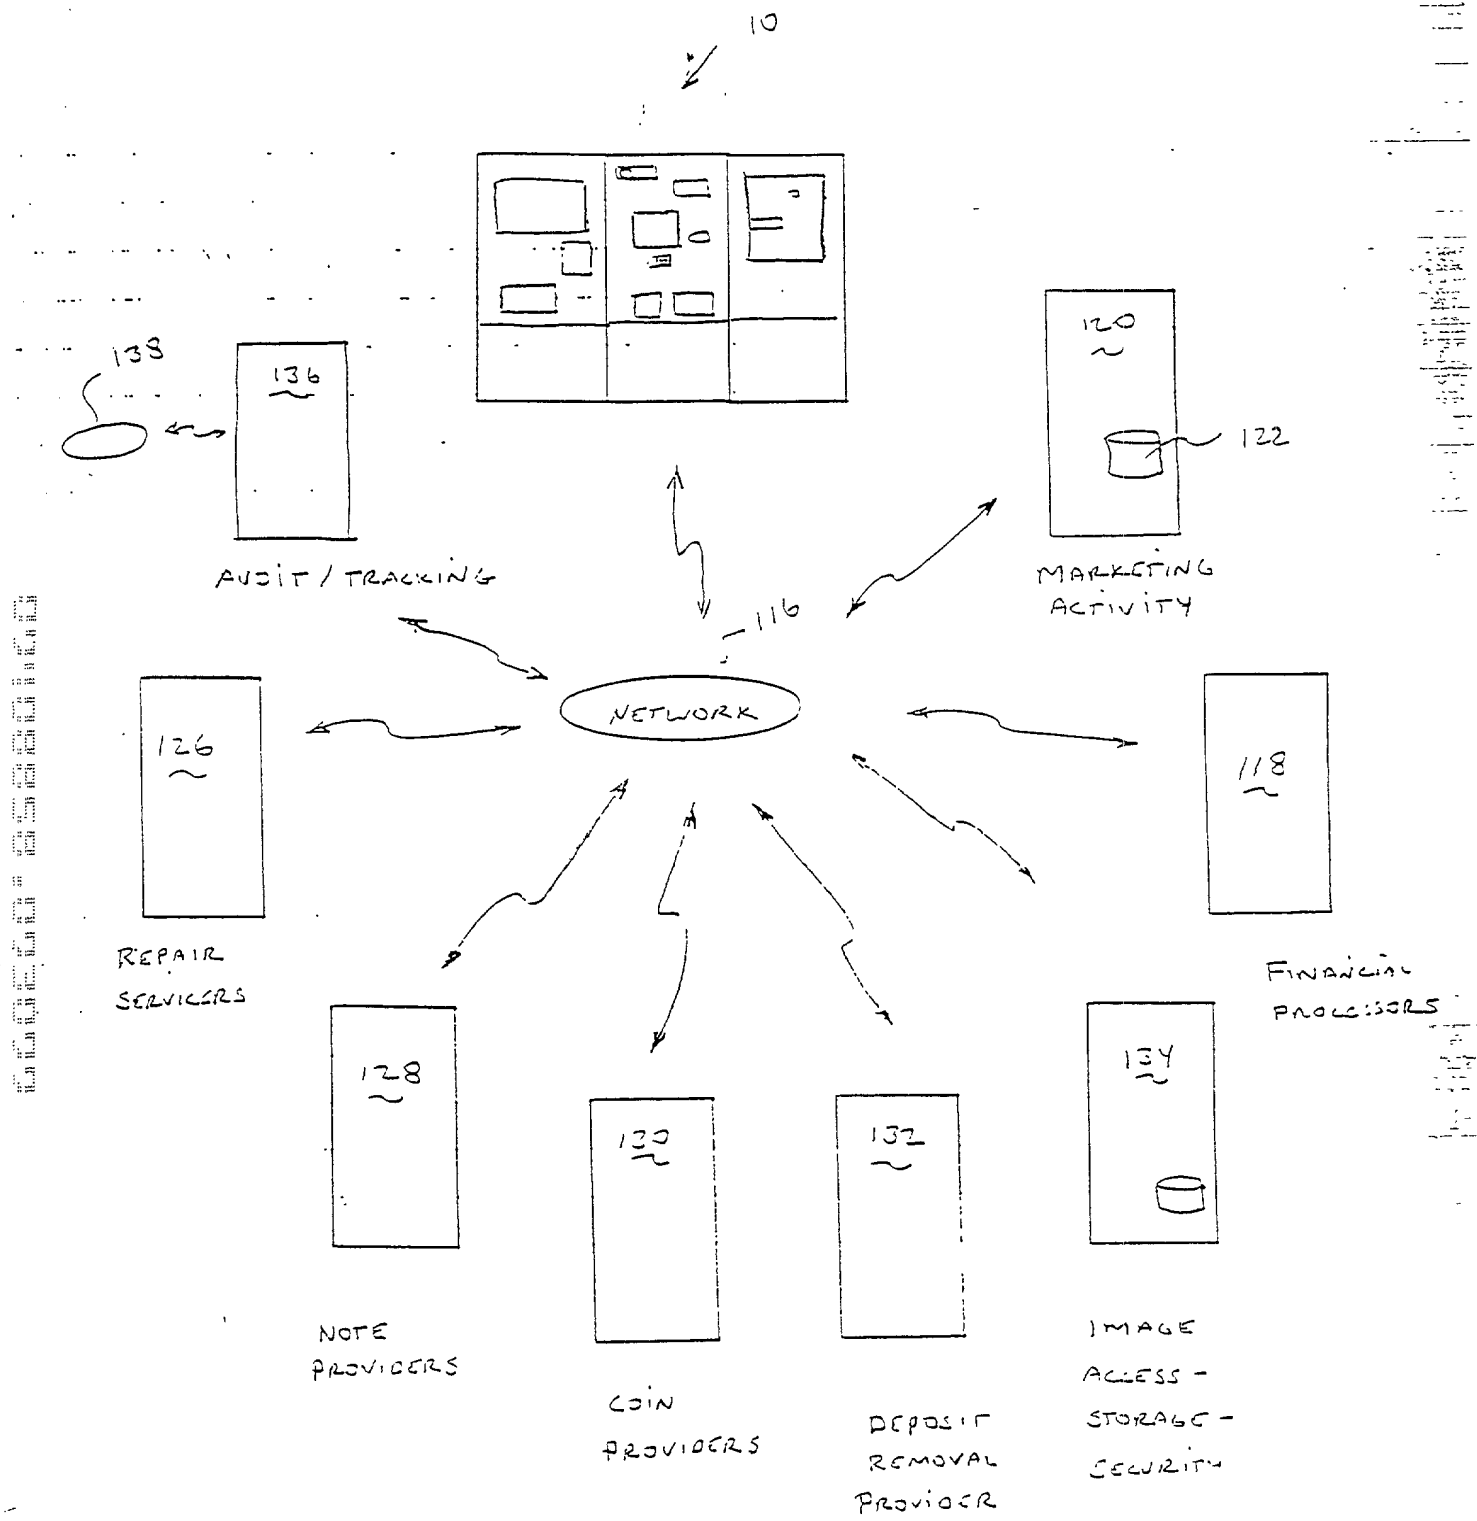 10
138
136
120
122
AUDIT / TRACKING
MARKETING
ACTIVITY
116
NETWORK
126
118
REPAIR
SERVICERS
FINANCIAL
PROCESSORS
128
134
130
132
NOTE
PROVIDERS
IMAGE
ACCESS -
STORAGE -
SECURITY
COIN
PROVIDERS
DEPOSIT
REMOVAL
PROVIDER